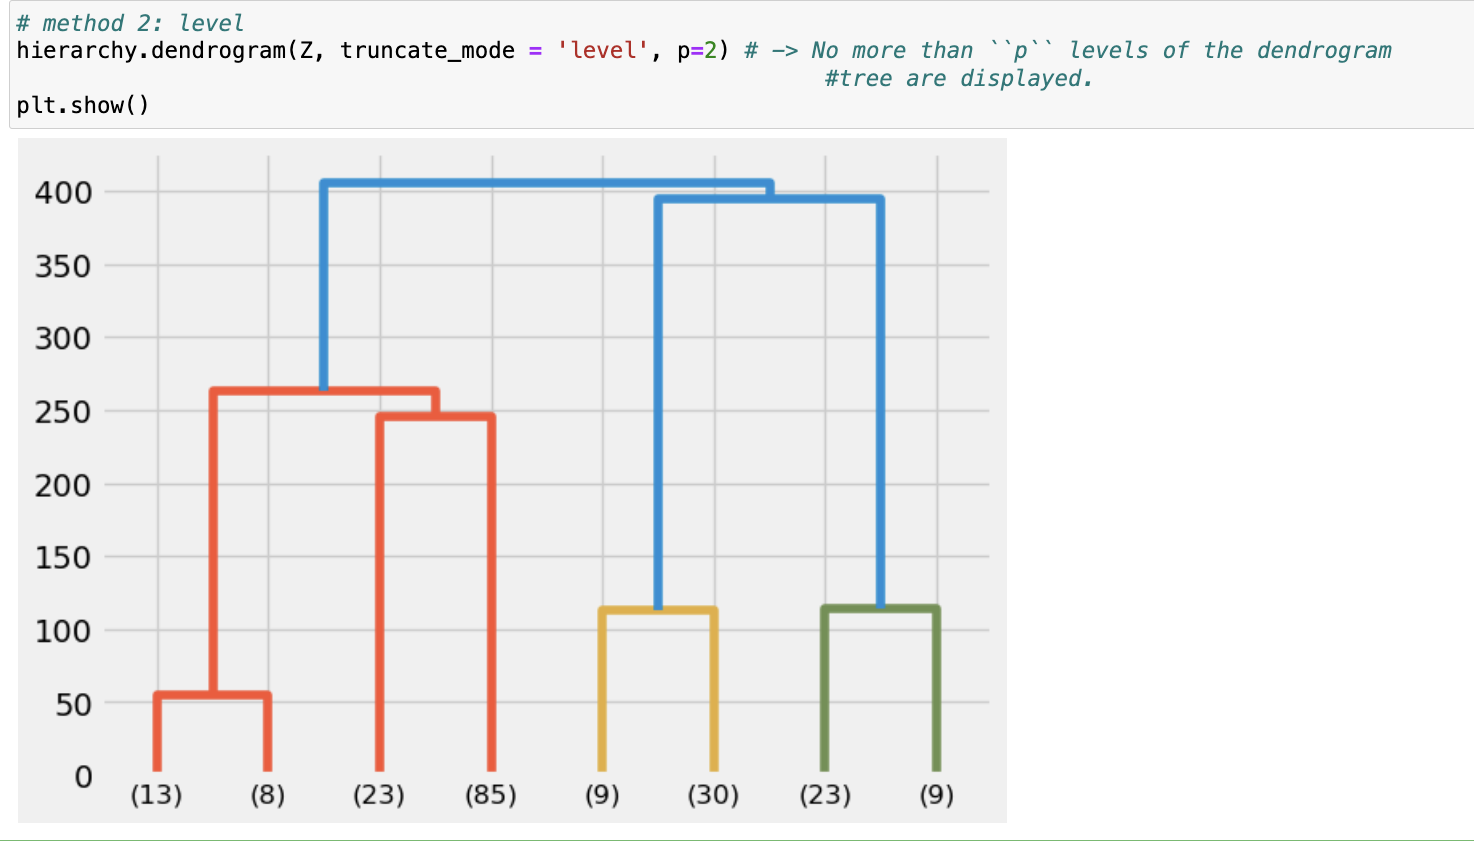 # method 2: level
hierarchy.dendrogram(Z, truncate_mode = 'level', p=2) # –> No more than ``p`` levels of the dendrogram
#tree are displayed.
plt.show()
400
350
300
250
200
150
100
50
0
(13) (8) (23) (85) (9) (30) (23) (9)